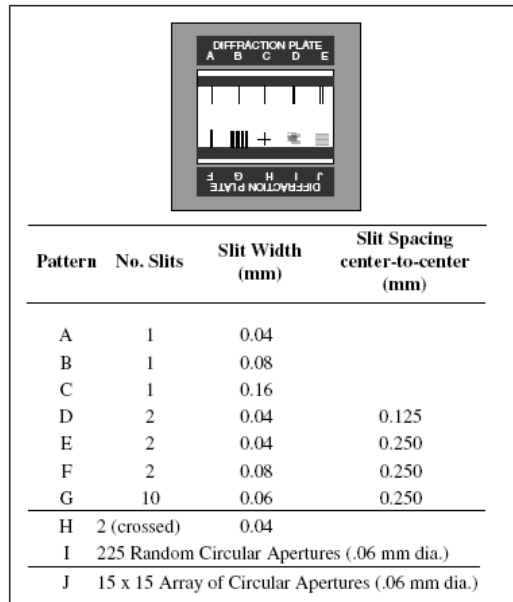 DIFFRACTION PLATE
A B C D E
F G H I J
DIFFRACTION PLATE
Pattern No. Slits Slit Width (mm) Slit Spacing center-to-center (mm)
A 1 0.04
B 1 0.08
C 1 0.16
D 2 0.04 0.125
E 2 0.04 0.250
F 2 0.08 0.250
G 10 0.06 0.250
H 2 (crossed) 0.04
I 225 Random Circular Apertures (.06 mm dia.)
J 15 x 15 Array of Circular Apertures (.06 mm dia.)